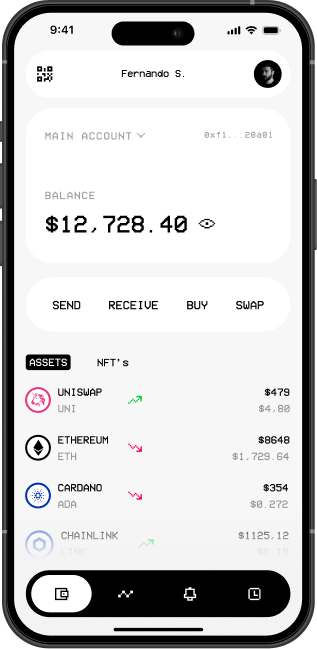 9:41
Fernando S.
MAIN ACCOUNT 0xf1...20a01
BALANCE
$12,728.40
SEND RECEIVE BUY SWAP
ASSETS NFT's
UNISWAP $479
UNI $4,80
ETHEREUM $8648
ETH $1,729.64
CARDANO $354
ADA $0.272
CHAINLINK $1125,12
LINK